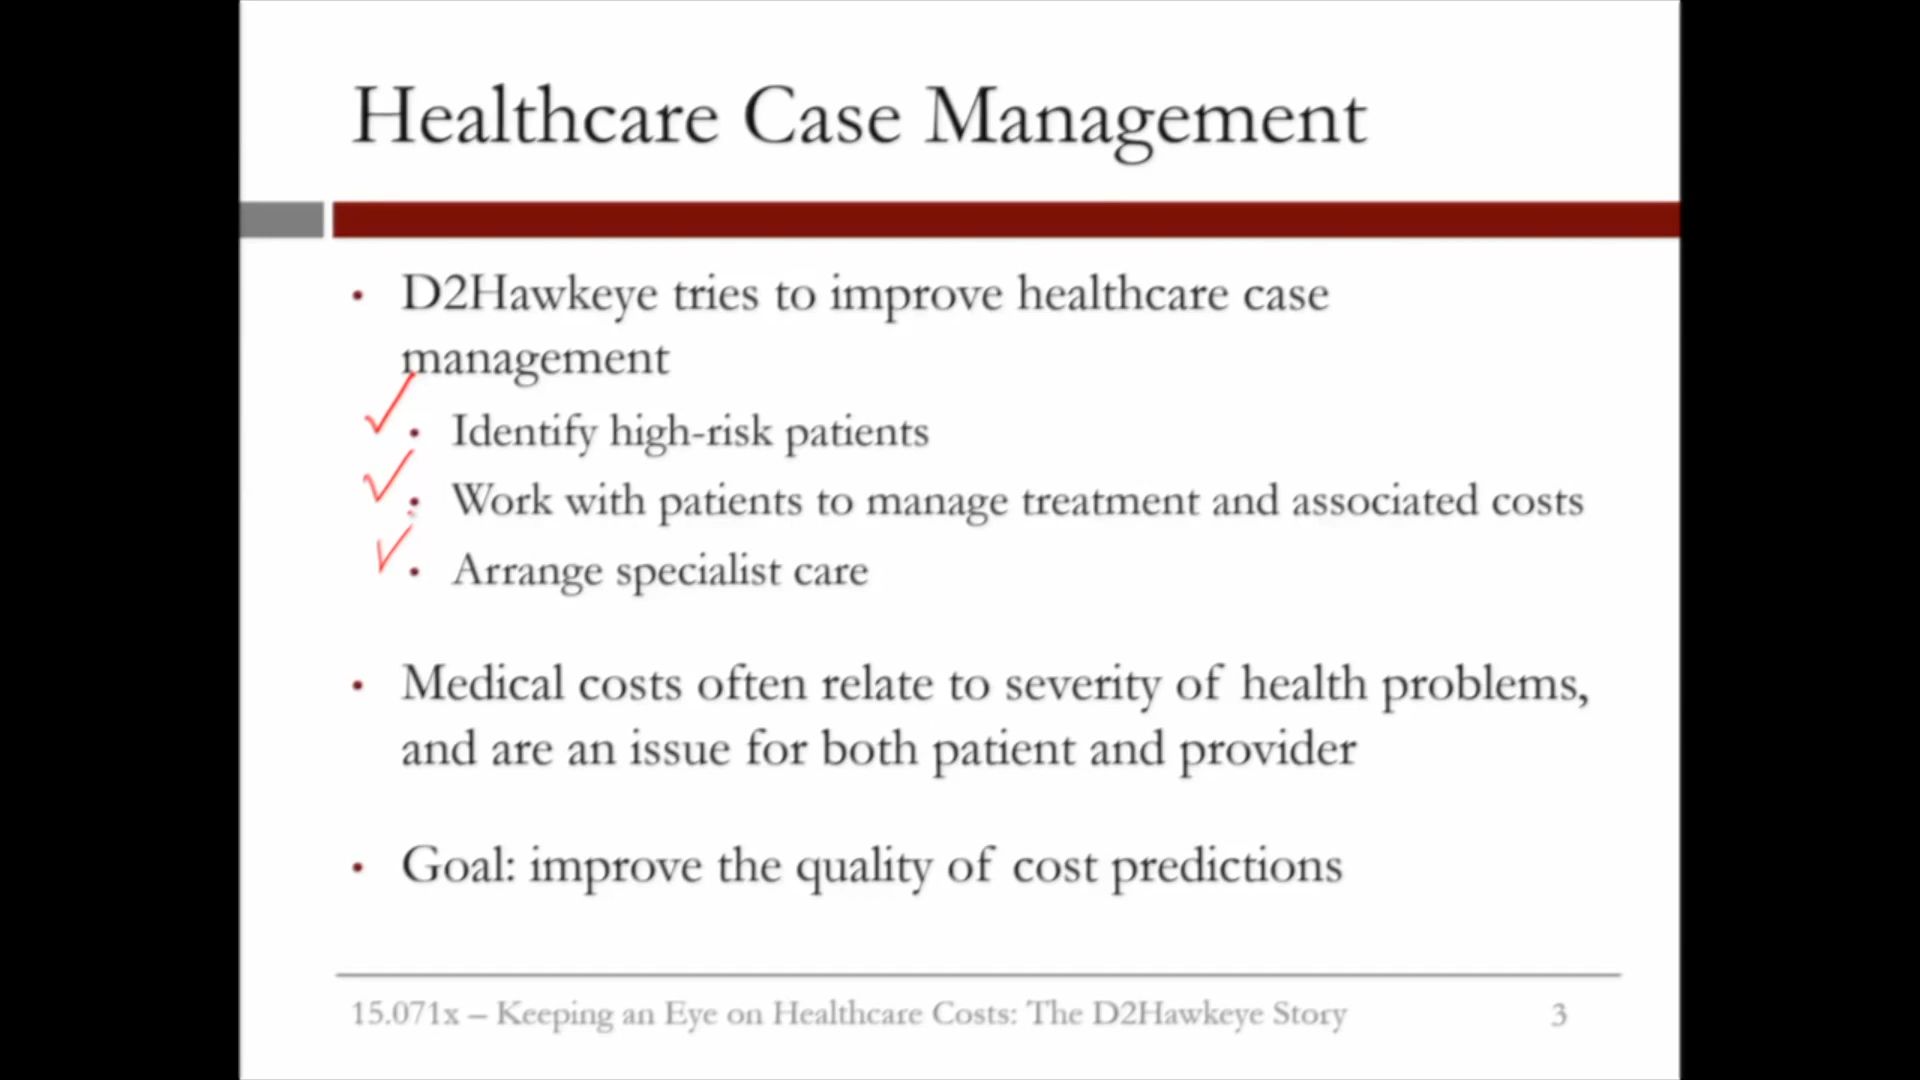 Healthcare Case Management
• D2Hawkeye tries to improve healthcare case
management
• Identify high-risk patients
• Work with patients to manage treatment and associated costs
• Arrange specialist care
• Medical costs often relate to severity of health problems,
and are an issue for both patient and provider
• Goal: improve the quality of cost predictions
15.071x – Keeping an Eye on Healthcare Costs: The D2Hawkeye Story 3